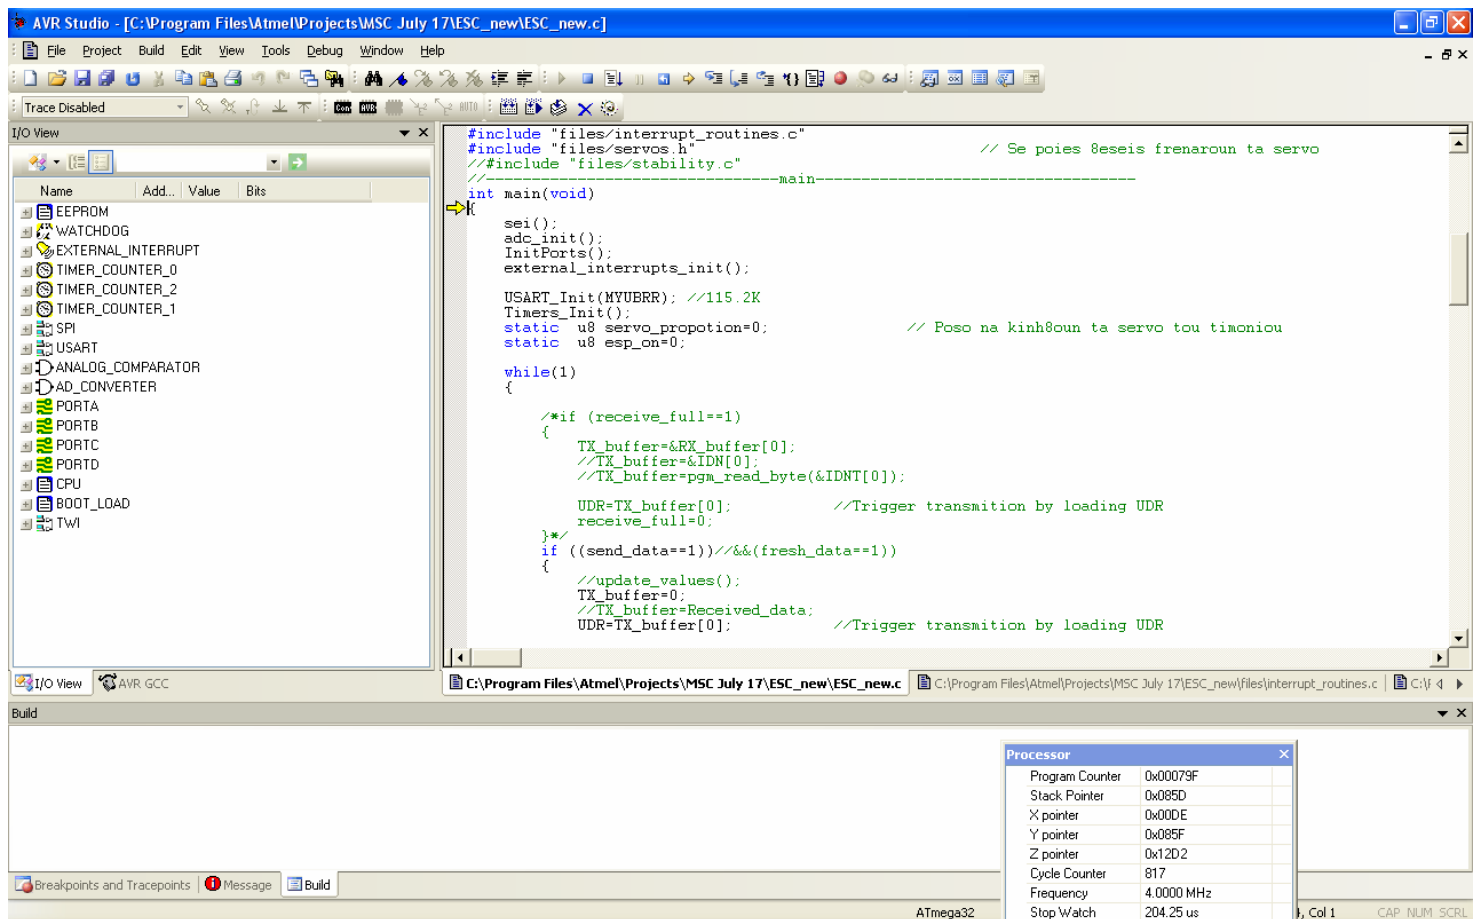 AVR Studio - [C:\Program Files\Atmel\Projects\MSC July 17\ESC_new\ESC_new.c]
File Project Build Edit View Tools Debug Window Help
Trace Disabled
Con AVR AUTO
I/O View
Name Add... Value Bits
EEPROM
WATCHDOG
EXTERNAL_INTERRUPT
TIMER_COUNTER_0
TIMER_COUNTER_2
TIMER_COUNTER_1
SPI
USART
ANALOG_COMPARATOR
AD_CONVERTER
PORTA
PORTB
PORTC
PORTD
CPU
BOOT_LOAD
TWI
I/O View AVR GCC
#include "files/interrupt_routines.c"
#include "files/servos.h" // Se poies 8eseis frenaroun ta servo
//#include "files/stability.c"
//--------------------------------main-----------------------------------
int main(void)
{
sei();
adc_init();
InitPorts();
external_interrupts_init();
USART_Init(MYUBRR); //115.2K
Timers_Init();
static u8 servo_propotion=0; // Poso na kinh8oun ta servo tou timoniou
static u8 esp_on=0;
while(1)
{
/*if (receive_full==1)
{
TX_buffer=&RX_buffer[0];
//TX_buffer=&IDN[0];
//TX_buffer=pgm_read_byte(&IDNT[0]);
UDR=TX_buffer[0]; //Trigger transmition by loading UDR
receive_full=0;
}*/
if ((send_data==1))//&&(fresh_data==1))
{
//update_values();
TX_buffer=0;
//TX_buffer=Received_data;
UDR=TX_buffer[0]; //Trigger transmition by loading UDR
C:\Program Files\Atmel\Projects\MSC July 17\ESC_new\ESC_new.c C:\Program Files\Atmel\Projects\MSC July 17\ESC_new\files\interrupt_routines.c
Build
Processor
Program Counter 0x00079F
Stack Pointer 0x085D
X pointer 0x00DE
Y pointer 0x085F
Z pointer 0x12D2
Cycle Counter 817
Frequency 4.0000 MHz
Stop Watch 204.25 us
Breakpoints and Tracepoints Message Build
ATmega32 , Col 1 CAP NUM SCRL